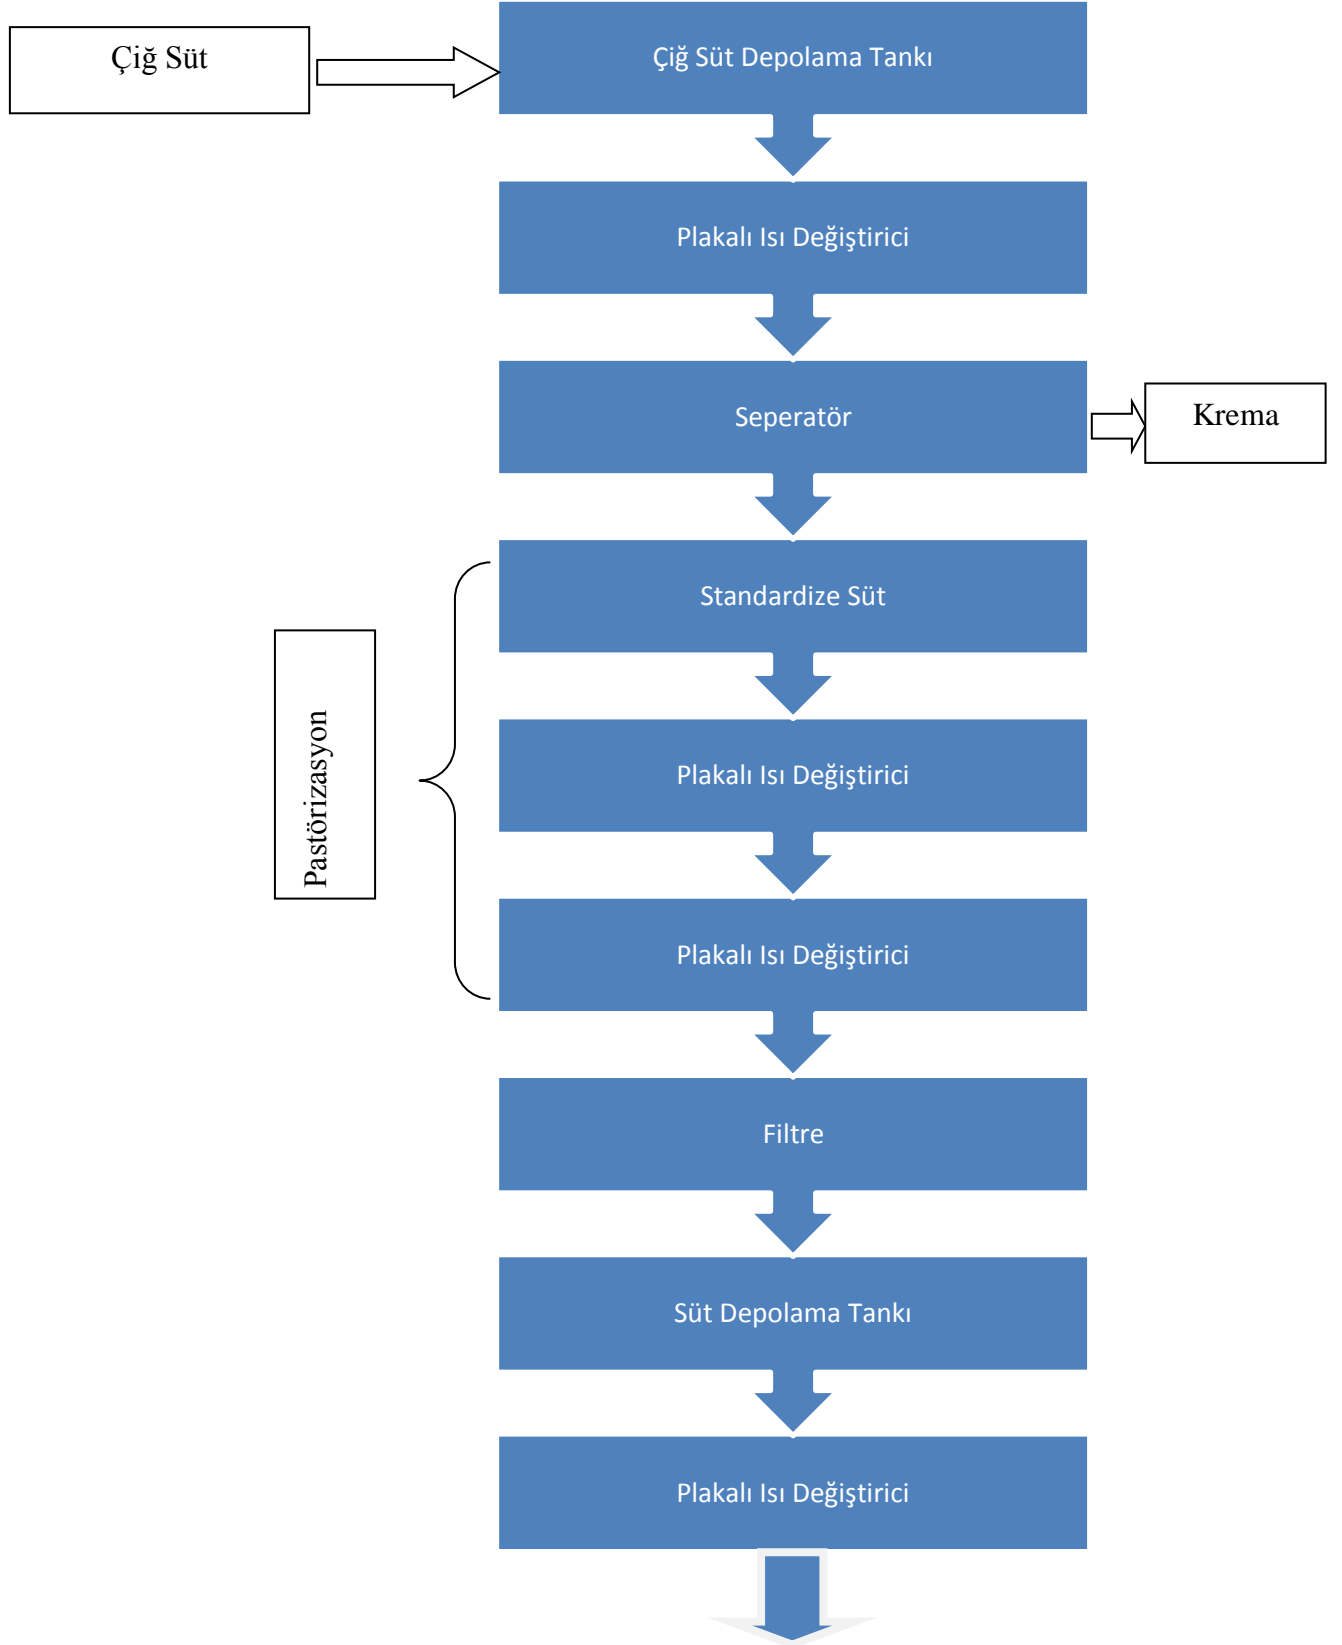 Çiğ Süt
Çiğ Süt Depolama Tankı
Plakalı Isı Değiştirici
Seperatör
Krema
Standardize Süt
Pastörizasyon
Plakalı Isı Değiştirici
Plakalı Isı Değiştirici
Filtre
Süt Depolama Tankı
Plakalı Isı Değiştirici